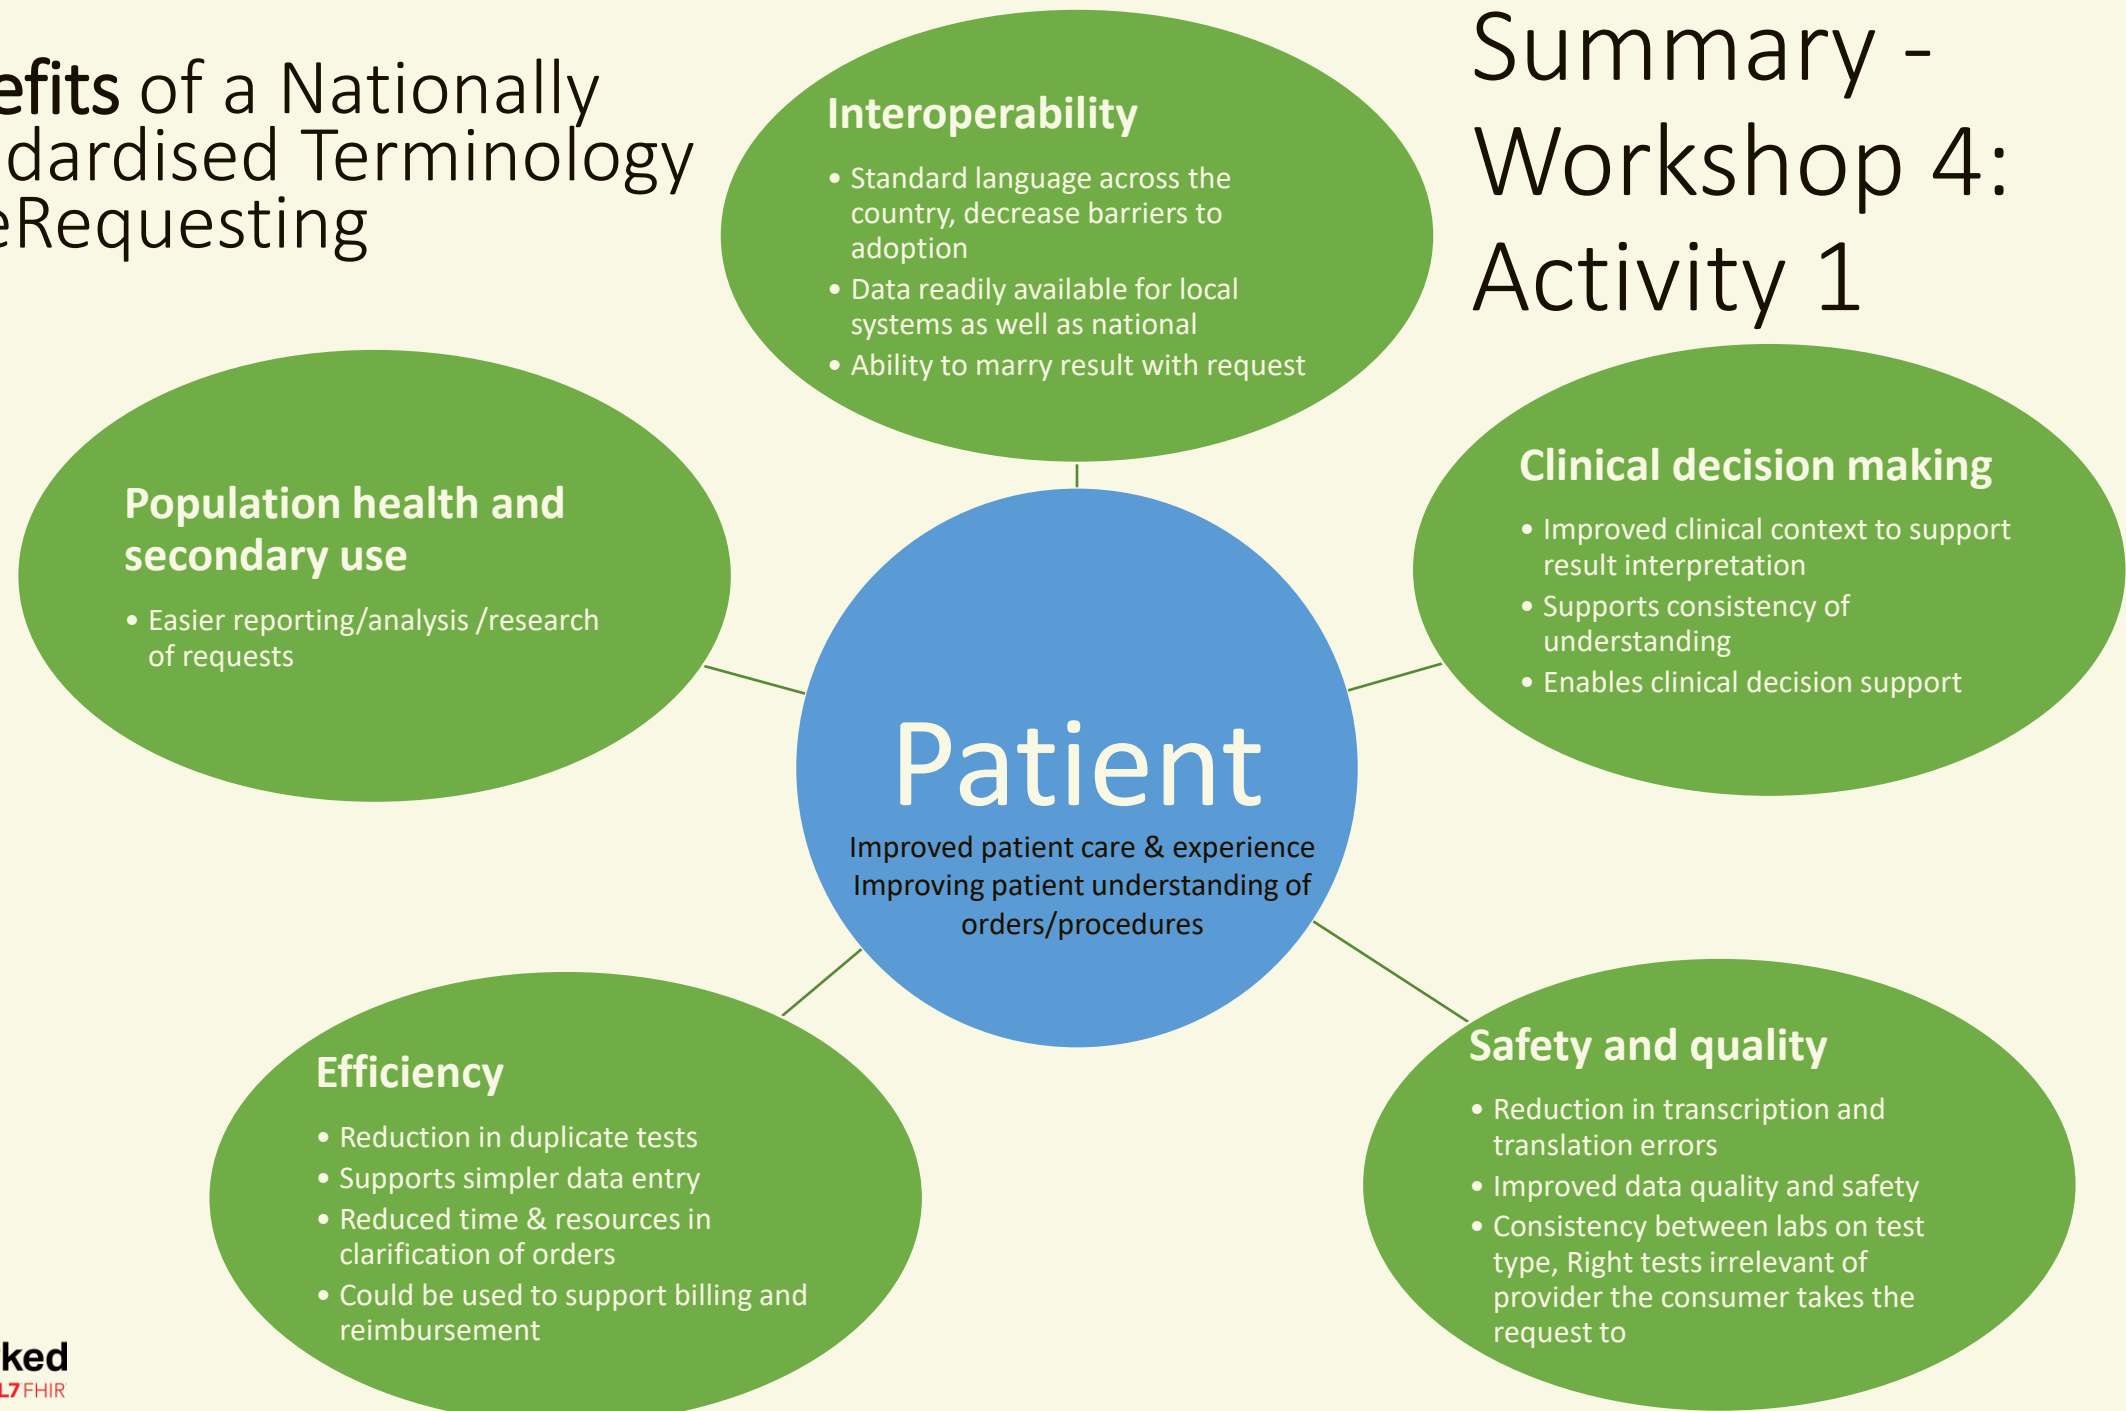 efits of a Nationally
dardised Terminology
eRequesting
Summary -
Workshop 4:
Activity 1
Interoperability
• Standard language across the
country, decrease barriers to
adoption
• Data readily available for local
systems as well as national
• Ability to marry result with request
Population health and
secondary use
• Easier reporting/analysis /research
of requests
Clinical decision making
• Improved clinical context to support
result interpretation
• Supports consistency of
understanding
• Enables clinical decision support
Patient
Improved patient care & experience
Improving patient understanding of
orders/procedures
Efficiency
• Reduction in duplicate tests
• Supports simpler data entry
• Reduced time & resources in
clarification of orders
• Could be used to support billing and
reimbursement
Safety and quality
• Reduction in transcription and
translation errors
• Improved data quality and safety
• Consistency between labs on test
type, Right tests irrelevant of
provider the consumer takes the
request to
ked
L7 FHIR